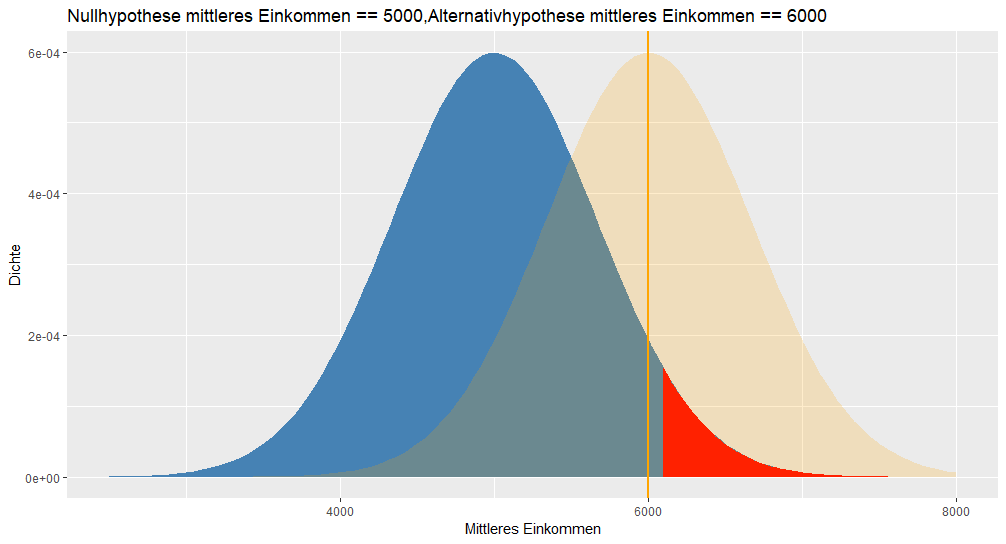 Nullhypothese mittleres Einkommen == 5000,Alternativhypothese mittleres Einkommen == 6000
6e-04
4e-04
2e-04
0e+00
Dichte
4000
6000
8000
Mittleres Einkommen